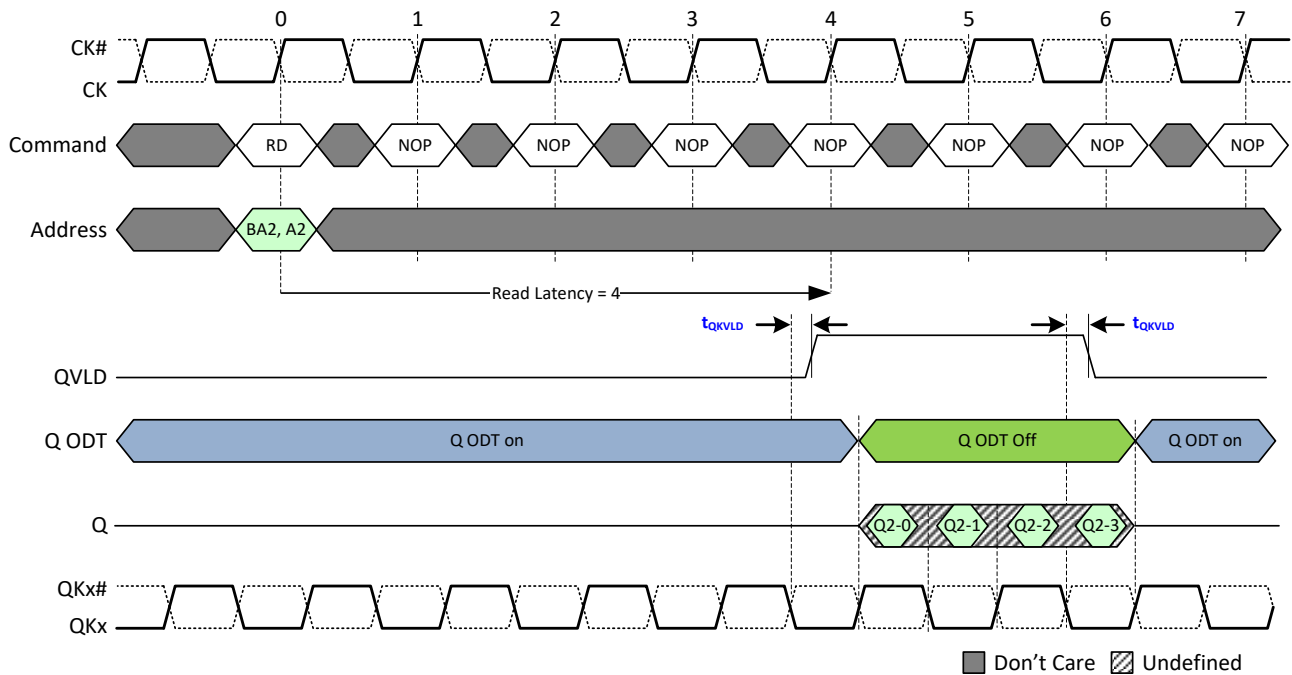 0 1 2 3 4 5 6 7
CK#
CK
Command RD NOP NOP NOP NOP NOP NOP NOP
Address BA2, A2
Read Latency = 4
tQKVLD tQKVLD
QVLD
Q ODT Q ODT on Q ODT Off Q ODT on
Q Q2-0 Q2-1 Q2-2 Q2-3
QKx#
QKx
Don't Care Undefined